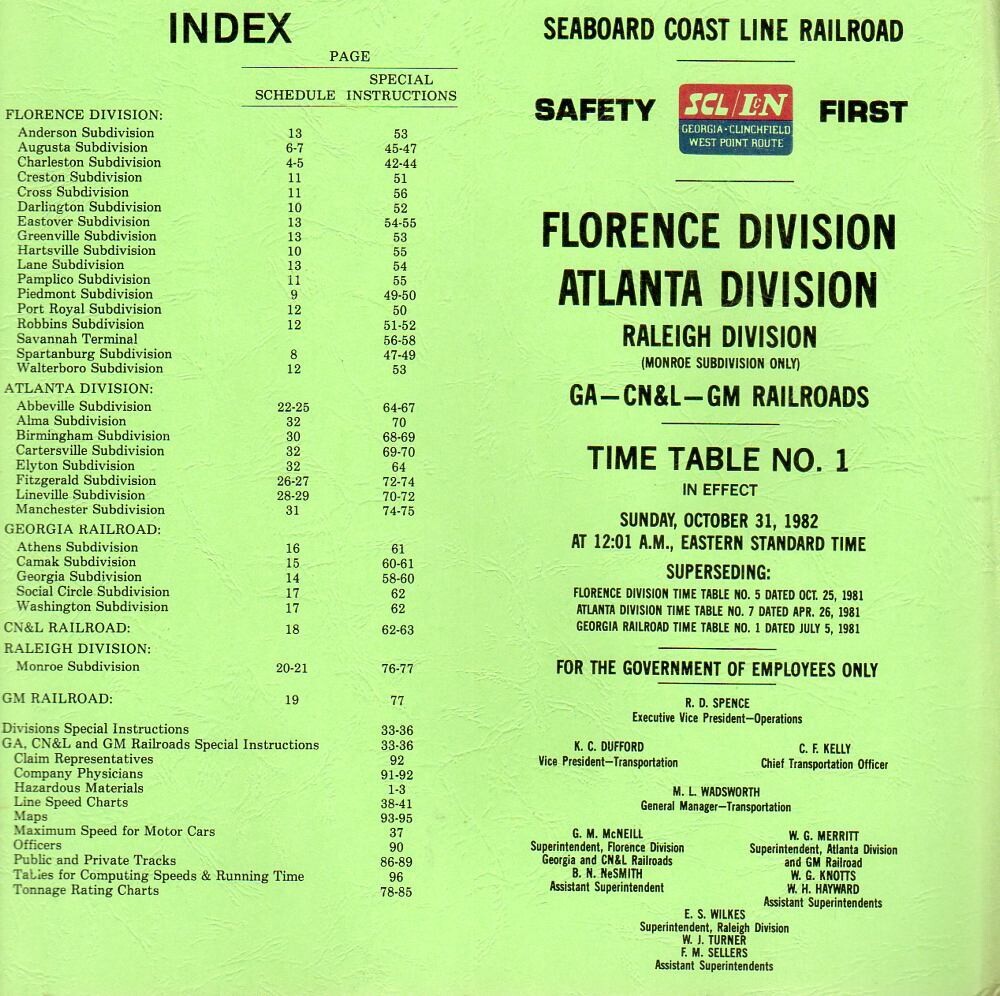 INDEX
PAGE
SPECIAL
SCHEDULE INSTRUCTIONS
FLORENCE DIVISION:
Anderson Subdivision 13 53
Augusta Subdivision 6-7 45-47
Charleston Subdivision 4-5 42-44
Creston Subdivision 11 51
Cross Subdivision 11 56
Darlington Subdivision 10 52
Eastover Subdivision 13 54-55
Greenville Subdivision 13 53
Hartsville Subdivision 10 55
Lane Subdivision 13 54
Pamplico Subdivision 11 55
Piedmont Subdivision 9 49-50
Port Royal Subdivision 12 50
Robbins Subdivision 12 51-52
Savannah Terminal 56-58
Spartanburg Subdivision 8 47-49
Walterboro Subdivision 12 53
ATLANTA DIVISION:
Abbeville Subdivision 22-25 64-67
Alma Subdivision 32 70
Birmingham Subdivision 30 68-69
Cartersville Subdivision 32 69-70
Elyton Subdivision 32 64
Fitzgerald Subdivision 26-27 72-74
Lineville Subdivision 28-29 70-72
Manchester Subdivision 31 74-75
GEORGIA RAILROAD:
Athens Subdivision 16 61
Camak Subdivision 15 60-61
Georgia Subdivision 14 58-60
Social Circle Subdivision 17 62
Washington Subdivision 17 62
CN&L RAILROAD: 18 62-63
RALEIGH DIVISION:
Monroe Subdivision 20-21 76-77
GM RAILROAD: 19 77
Divisions Special Instructions 33-36
GA, CN&L and GM Railroads Special Instructions 33-36
Claim Representatives 92
Company Physicians 91-92
Hazardous Materials 1-3
Line Speed Charts 38-41
Maps 93-95
Maximum Speed for Motor Cars 37
Officers 90
Public and Private Tracks 86-89
Tables for Computing Speeds & Running Time 96
Tonnage Rating Charts 78-85
SEABOARD COAST LINE RAILROAD
SAFETY SCL/L&N FIRST
GEORGIA-CLINCHFIELD
WEST POINT ROUTE
FLORENCE DIVISION
ATLANTA DIVISION
RALEIGH DIVISION
(MONROE SUBDIVISION ONLY)
GA—CN&L—GM RAILROADS
TIME TABLE NO. 1
IN EFFECT
SUNDAY, OCTOBER 31, 1982
AT 12:01 A.M., EASTERN STANDARD TIME
SUPERSEDING:
FLORENCE DIVISION TIME TABLE NO. 5 DATED OCT. 25, 1981
ATLANTA DIVISION TIME TABLE NO. 7 DATED APR. 26, 1981
GEORGIA RAILROAD TIME TABLE NO. 1 DATED JULY 5, 1981
FOR THE GOVERNMENT OF EMPLOYEES ONLY
R. D. SPENCE
Executive Vice President—Operations
K. C. DUFFORD
Vice President—Transportation
C. F. KELLY
Chief Transportation Officer
M. L. WADSWORTH
General Manager—Transportation
G. M. McNEILL
Superintendent, Florence Division
Georgia and CN&L Railroads
B. N. NeSMITH
Assistant Superintendent
W. G. MERRITT
Superintendent, Atlanta Division
and GM Railroad
W. G. KNOTTS
W. H. HAYWARD
Assistant Superintendents
E. S. WILKES
Superintendent, Raleigh Division
W. J. TURNER
F. M. SELLERS
Assistant Superintendents